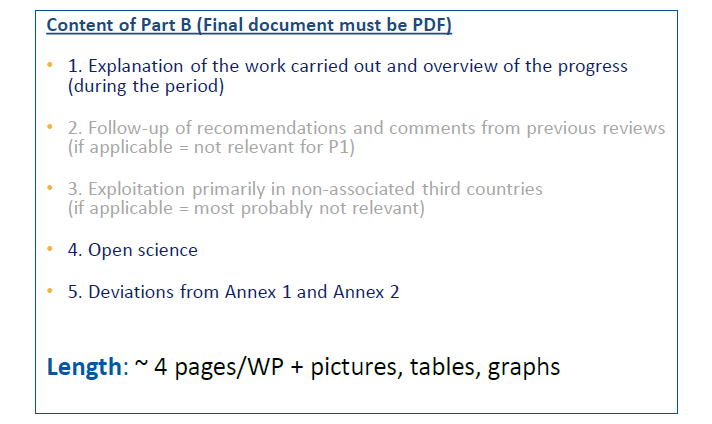 Content of Part B (Final document must be PDF)
• 1. Explanation of the work carried out and overview of the progress
(during the period)
• 2. Follow-up of recommendations and comments from previous reviews
(if applicable = not relevant for P1)
• 3. Exploitation primarily in non-associated third countries
(if applicable = most probably not relevant)
• 4. Open science
• 5. Deviations from Annex 1 and Annex 2
Length: ~ 4 pages/WP + pictures, tables, graphs